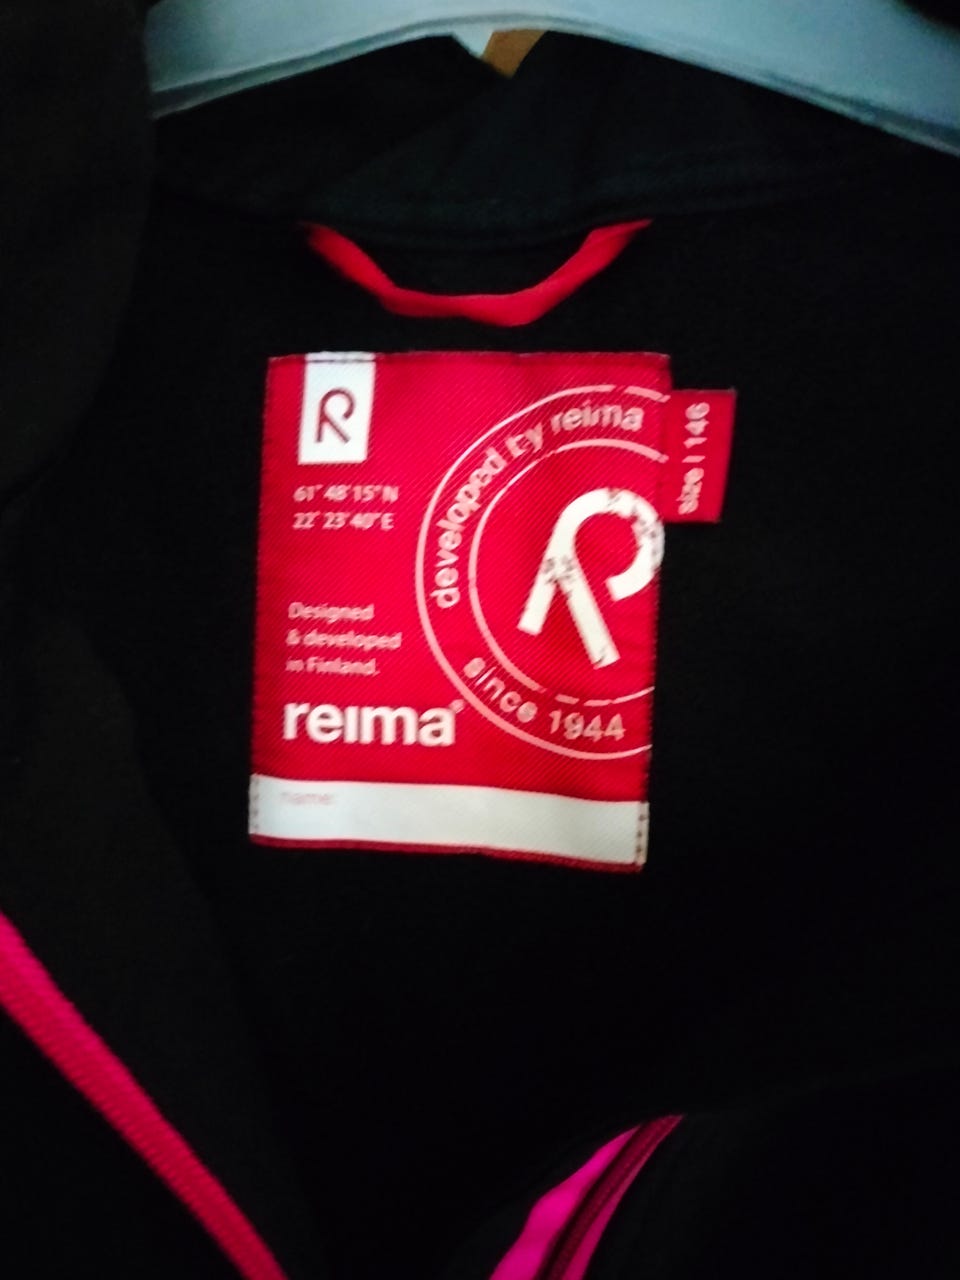 developed by reima
size | 146
61° 48' 15" N
22° 23' 40" E
Designed
& developed
in Finland.
reima®
since 1944
name: